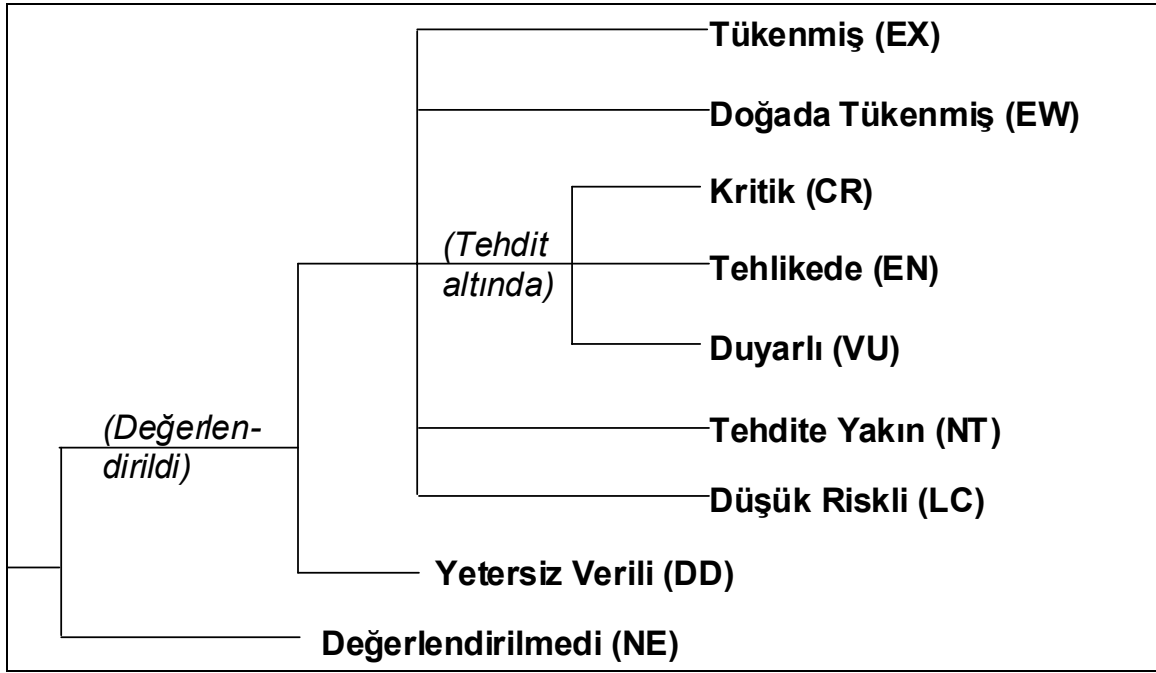 Tükenmiş (EX)
Doğada Tükenmiş (EW)
Kritik (CR)
(Tehdit
altında)
Tehlikede (EN)
Duyarlı (VU)
(Değerlen-
dirildi)
Tehdite Yakın (NT)
Düşük Riskli (LC)
Yetersiz Verili (DD)
Değerlendirilmedi (NE)